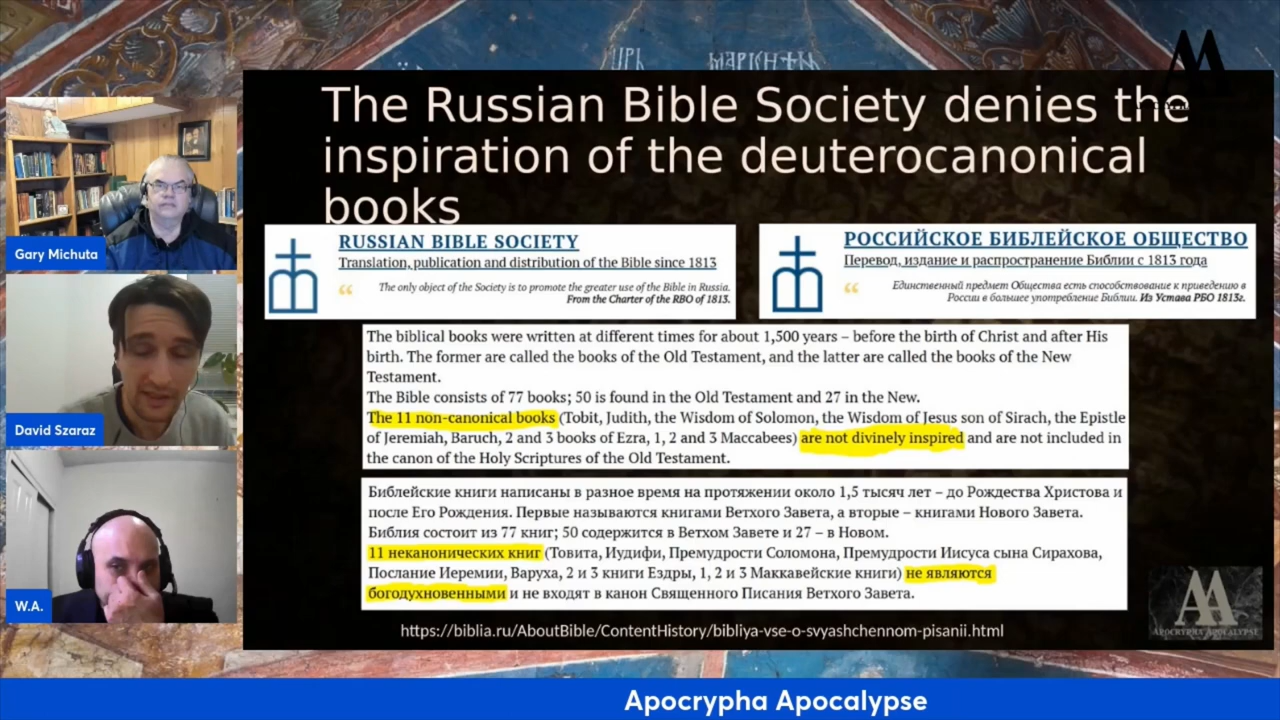 ЦРЬ
The Russian Bible Society denies the
inspiration of the deuterocanonical
books
RUSSIAN BIBLE SOCIETY
Translation, publication and distribution of the Bible since 1813
“ The only object of the Society is to promote the greater use of the Bible in Russia.
From the Charter of the RBO of 1813.
РОССИЙСКОЕ БИБЛЕЙСКОЕ ОБЩЕСТВО
Перевод, издание и распространение Библии с 1813 года
“ Единственный предмет Общества есть способствование к приведению в
России в большее употребление Библии. Из Устава РБО 1813г.
The biblical books were written at different times for about 1,500 years – before the birth of Christ and after His
birth. The former are called the books of the Old Testament, and the latter are called the books of the New
Testament.
The Bible consists of 77 books; 50 is found in the Old Testament and 27 in the New.
The 11 non-canonical books (Tobit, Judith, the Wisdom of Solomon, the Wisdom of Jesus son of Sirach, the Epistle
of Jeremiah, Baruch, 2 and 3 books of Ezra, 1, 2 and 3 Maccabees) are not divinely inspired and are not included in
the canon of the Holy Scriptures of the Old Testament.
Библейские книги написаны в разное время на протяжении около 1,5 тысяч лет – до Рождества Христова и
после Его Рождения. Первые называются книгами Ветхого Завета, а вторые – книгами Нового Завета.
Библия состоит из 77 книг; 50 содержится в Ветхом Завете и 27 – в Новом.
11 неканонических книг (Товита, Иудифи, Премудрости Соломона, Премудрости Иисуса сына Сирахова,
Послание Иеремии, Варуха, 2 и 3 книги Ездры, 1, 2 и 3 Маккавейские книги) не являются
богодухновенными и не входят в канон Священного Писания Ветхого Завета.
https://biblia.ru/AboutBible/ContentHistory/bibliya-vse-o-svyashchennom-pisanii.html
Gary Michuta
David Szaraz
W.A.
AA
APOCRYPHA APOCALYPSE
Apocrypha Apocalypse